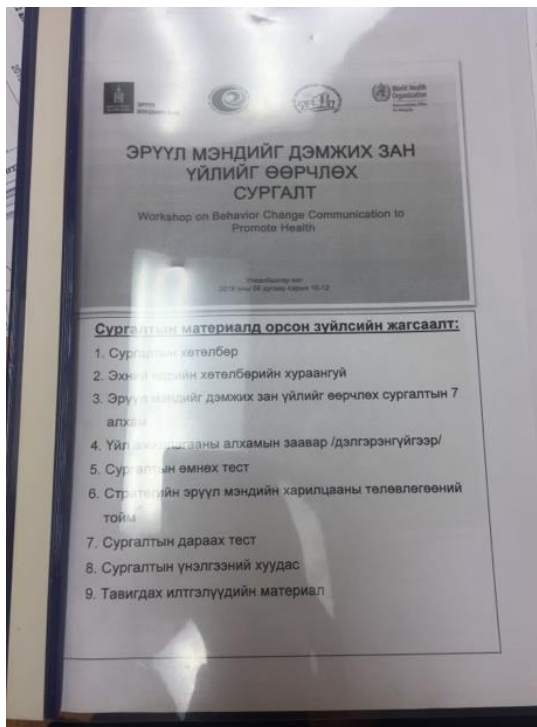 World Health
Organization
ЭРҮҮЛ МЭНДИЙГ ДЭМЖИХ ЗАН
ҮЙЛИЙГ ӨӨРЧЛӨХ
СУРГАЛТ
Workshop on Behavior Change Communication to
Promote Health
Сургалтын материалд орсон зүйлсийн жагсаалт:
1. Сургалтын хөтөлбөр
2. Эхний өдрийн хөтөлбөрийн хураангуй
3. Эрүүл мэндийг дэмжих зан үйлийг өөрчлөх сургалтын 7
алхам
4. Үйл ажиллагааны алхамын заавар /дэлгэрэнгүйгээр/
5. Сургалтын өмнөх тест
6. Стратегийн эрүүл мэндийн харилцааны төлөвлөгөөний
тойм
7. Сургалтын дараах тест
8. Сургалтын үнэлгээний хуудас
9. Тавигдах илтгэлүүдийн материал